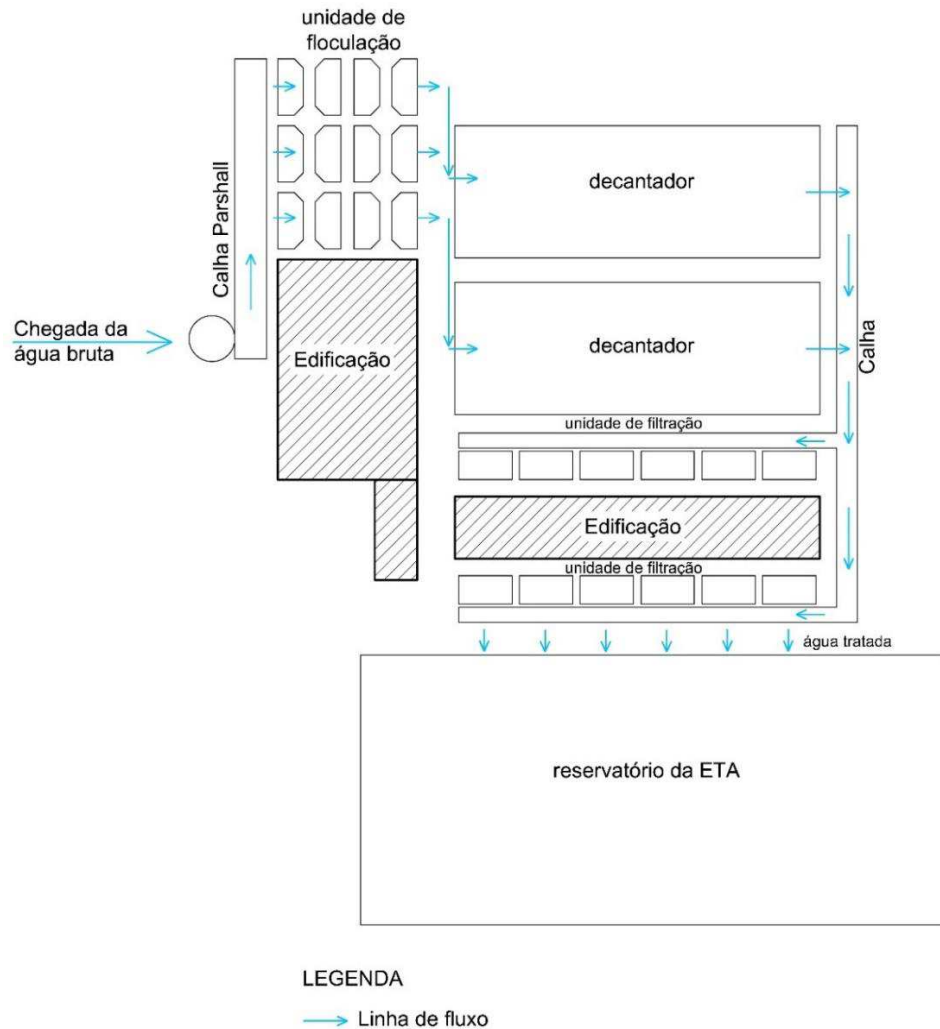 unidade de
floculação
Calha Parshall
decantador
Chegada da
água bruta
Edificação
decantador
Calha
unidade de filtração
Edificação
unidade de filtração
água tratada
reservatório da ETA
LEGENDA
Linha de fluxo